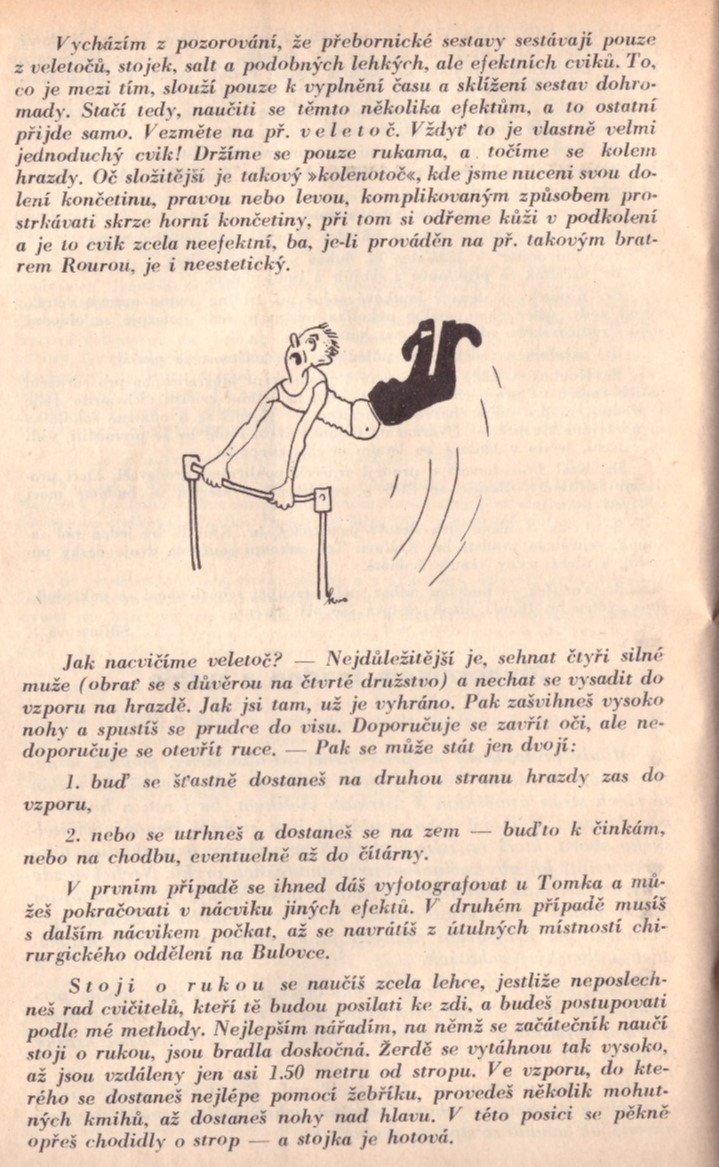 Vycházím z pozorování, že přebornické sestavy sestávají pouze
z veletočů, stojek, salt a podobných lehkých, ale efektních cviků. To,
co je mezi tím, slouží pouze k vyplnění času a sklížení sestav dohro-
mady. Stačí tedy, naučiti se těmto několika efektům, a to ostatní
přijde samo. Vezměte na př. veletoč. Vždyť to je vlastně velmi
jednoduchý cvik! Držíme se pouze rukama, a točíme se kolem
hrazdy. Oč složitější je takový »kolenotoč«, kde jsme nuceni svou do-
lení končetinu, pravou nebo levou, komplikovaným způsobem pro-
strkávati skrze horní končetiny, při tom si odřeme kůži v podkolení
a je to cvik zcela neefektní, ba, je-li prováděn na př. takovým brat-
rem Rourou, je i neestetický.
Jak nacvičíme veletoč? — Nejdůležitější je, sehnat čtyři silné
muže (obrať se s důvěrou na čtvrté družstvo) a nechat se vysadit do
vzporu na hrazdě. Jak jsi tam, už je vyhráno. Pak zašvihneš vysoko
nohy a spustíš se prudce do visu. Doporučuje se zavřít oči, ale ne-
doporučuje se otevřít ruce. — Pak se může stát jen dvojí:
1. buď se šťastně dostaneš na druhou stranu hrazdy zas do
vzporu,
2. nebo se utrhneš a dostaneš se na zem — buďto k činkám,
nebo na chodbu, eventuelně až do čítárny.
V prvním případě se ihned dáš vyfotografovat u Tomka a mů-
žeš pokračovati v nácviku jiných efektů. V druhém případě musíš
s dalším nácvikem počkat, až se navrátíš z útulných místností chi-
rurgického oddělení na Bulovce.
Stoji o rukou se naučíš zcela lehce, jestliže neposlech-
neš rad cvičitelů, kteří tě budou posilati ke zdi, a budeš postupovati
podle mé methody. Nejlepším nářadím, na němž se začátečník naučí
stoji o rukou, jsou bradla doskočná. Žerdě se vytáhnou tak vysoko,
až jsou vzdáleny jen asi 1.50 metru od stropu. Ve vzporu, do kte-
rého se dostaneš nejlépe pomocí žebříku, provedeš několik mohut-
ných kmihů, až dostaneš nohy nad hlavu. V této posici se pěkně
opřeš chodidly o strop — a stojka je hotová.